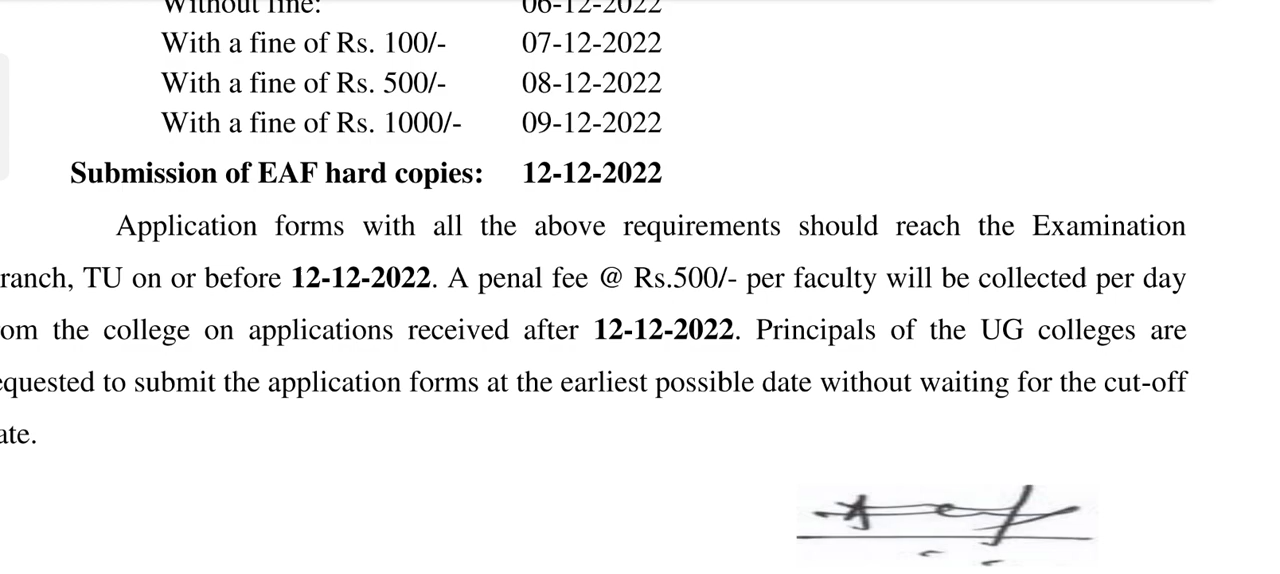 Without fine: 06-12-2022
With a fine of Rs. 100/- 07-12-2022
With a fine of Rs. 500/- 08-12-2022
With a fine of Rs. 1000/- 09-12-2022
Submission of EAF hard copies: 12-12-2022
Application forms with all the above requirements should reach the Examination
ranch, TU on or before 12-12-2022. A penal fee @ Rs.500/- per faculty will be collected per day
om the college on applications received after 12-12-2022. Principals of the UG colleges are
equested to submit the application forms at the earliest possible date without waiting for the cut-off
ate.